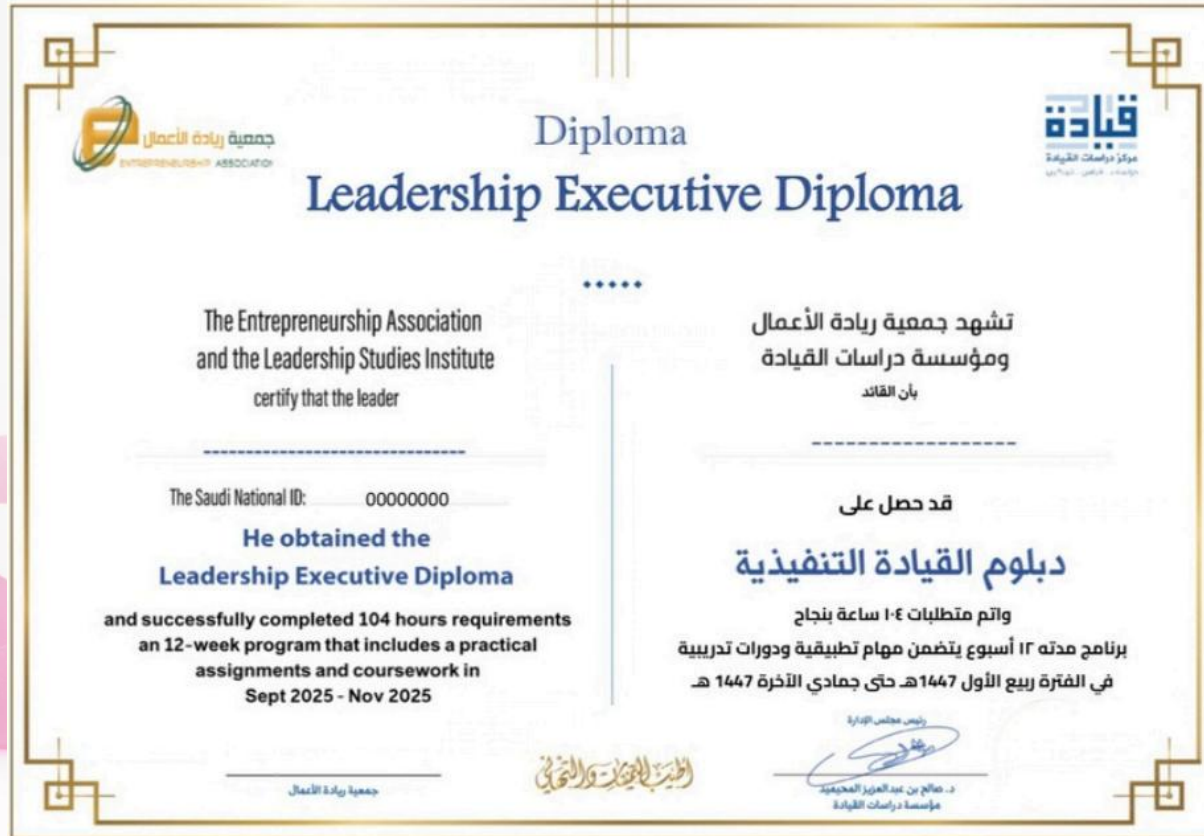 جمعية ريادة الأعمال
ENTREPRENEURSHIP ASSOCIATION
قيادة
مركز دراسات القيادة
Diploma
Leadership Executive Diploma
The Entrepreneurship Association
and the Leadership Studies Institute
certify that the leader
The Saudi National ID: 00000000
He obtained the
Leadership Executive Diploma
and successfully completed 104 hours requirements
an 12-week program that includes a practical
assignments and coursework in
Sept 2025 - Nov 2025
جمعية ريادة الأعمال
تشهد جمعية ريادة الأعمال
ومؤسسة دراسات القيادة
بأن القائد
قد حصل على
دبلوم القيادة التنفيذية
واتم متطلبات ١٠٤ ساعة بنجاح
برنامج مدته ١٢ أسبوع يتضمن مهام تطبيقية ودورات تدريبية
في الفترة ربيع الأول 1447هـ حتى جمادي الآخرة 1447 هـ
رئيس مجلس الإدارة
د. صالح بن عبدالعزيز المحيميد
مؤسسة دراسات القيادة